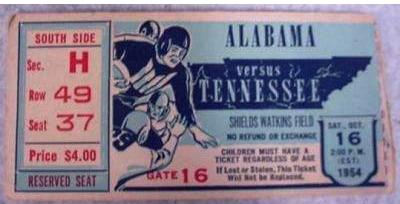 SOUTH SIDE
Sec. H
Row 49
Seat 37
Price $4.00
RESERVED SEAT
ALABAMA
versus
TENNESSEE
SHIELDS WATKINS FIELD
NO REFUND OR EXCHANGE
CHILDREN MUST HAVE A
TICKET REGARDLESS OF AGE
If Lost or Stolen, This Ticket
Will Not be Replaced.
GATE 16
SAT., OCT.
16
2:00 P. M.
(EST)
1954